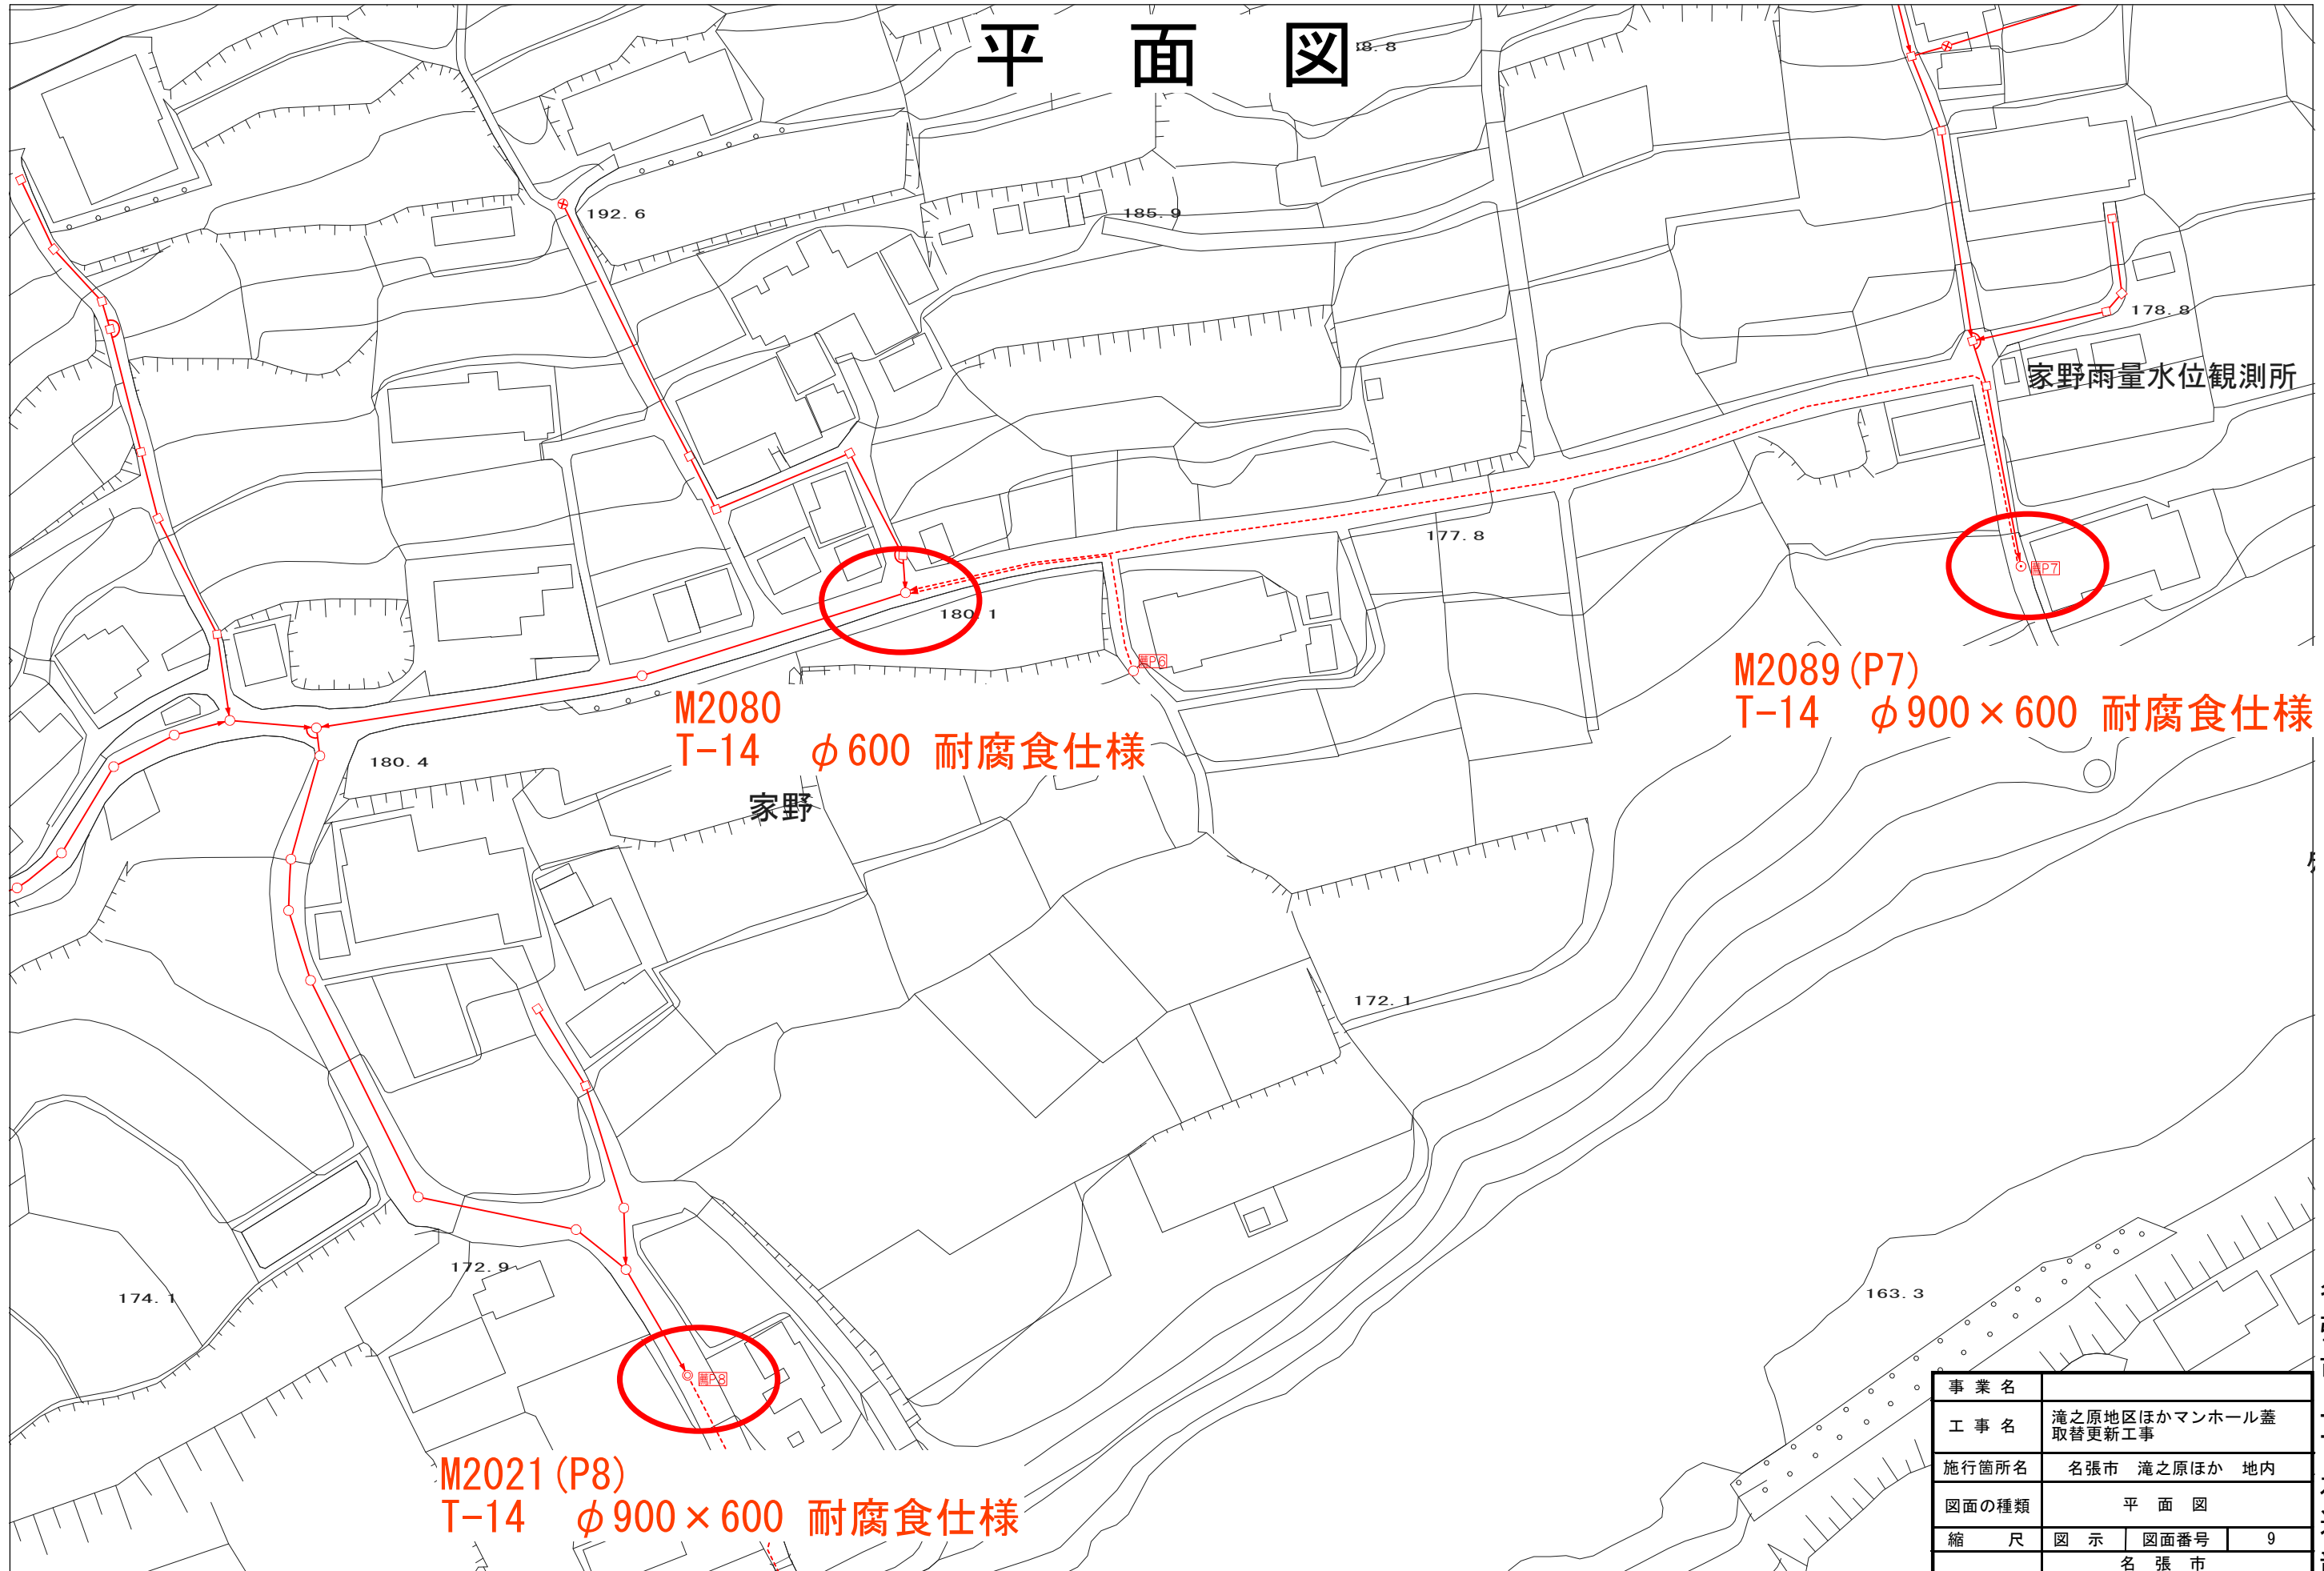 平　面　図
192.6
185.9
178.8
家野雨量水位観測所
177.8
180.1
P7
P6
M2089(P7)
T-14　φ900×600 耐腐食仕様
M2080
T-14　φ600 耐腐食仕様
180.4
家野
172.1
172.9
174.1
163.3
P8
M2021(P8)
T-14　φ900×600 耐腐食仕様
事業名
工事名 滝之原地区ほかマンホール蓋
取替更新工事
施行箇所名 名張市　滝之原ほか　地内
図面の種類 平　面　図
縮　尺 図　示 図面番号 9
名　張　市